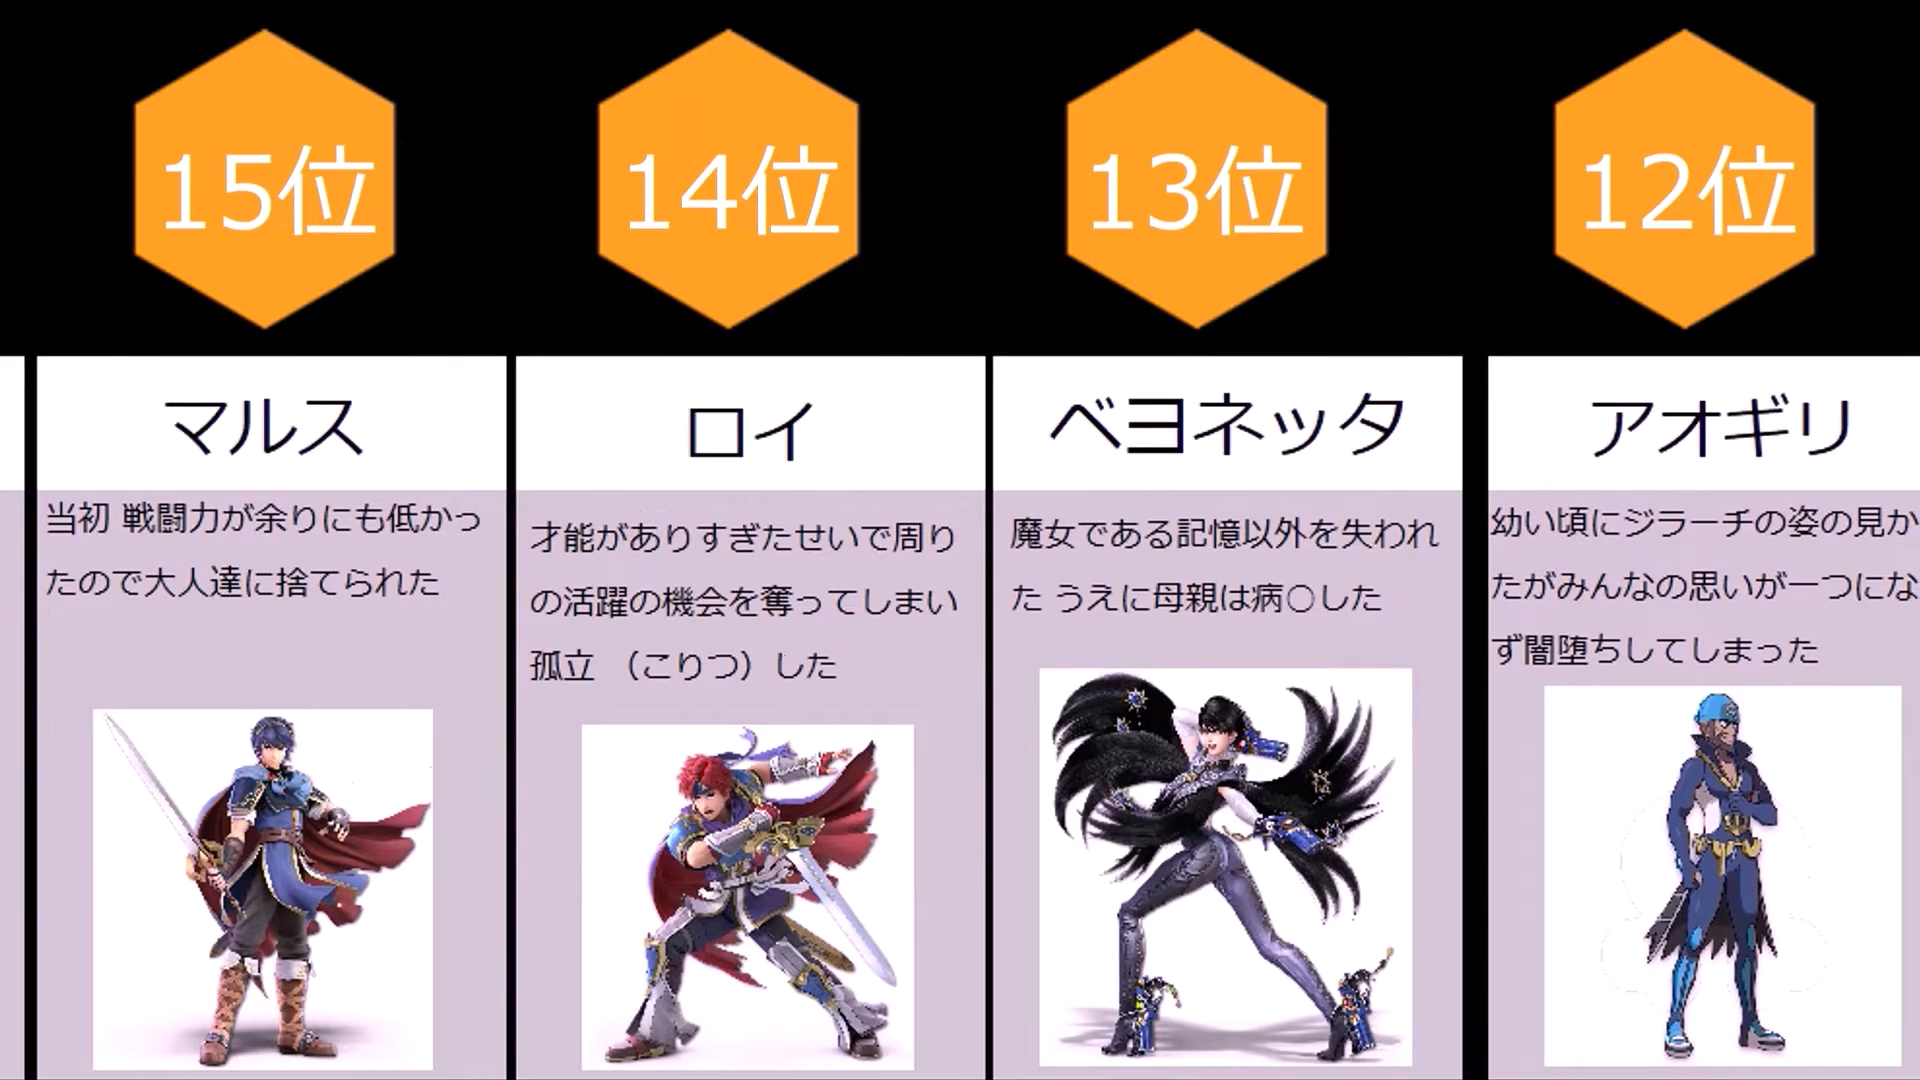 15位
14位
13位
12位
マルス
当初 戦闘力が余りにも低かっ
たので大人達に捨てられた
ロイ
才能がありすぎたせいで周り
の活躍の機会を奪ってしまい
孤立 （こりつ）した
ベヨネッタ
魔女である記憶以外を失われ
た うえに母親は病○した
アオギリ
幼い頃にジラーチの姿の見か
たがみんなの思いが一つにな
ず闇堕ちしてしまった